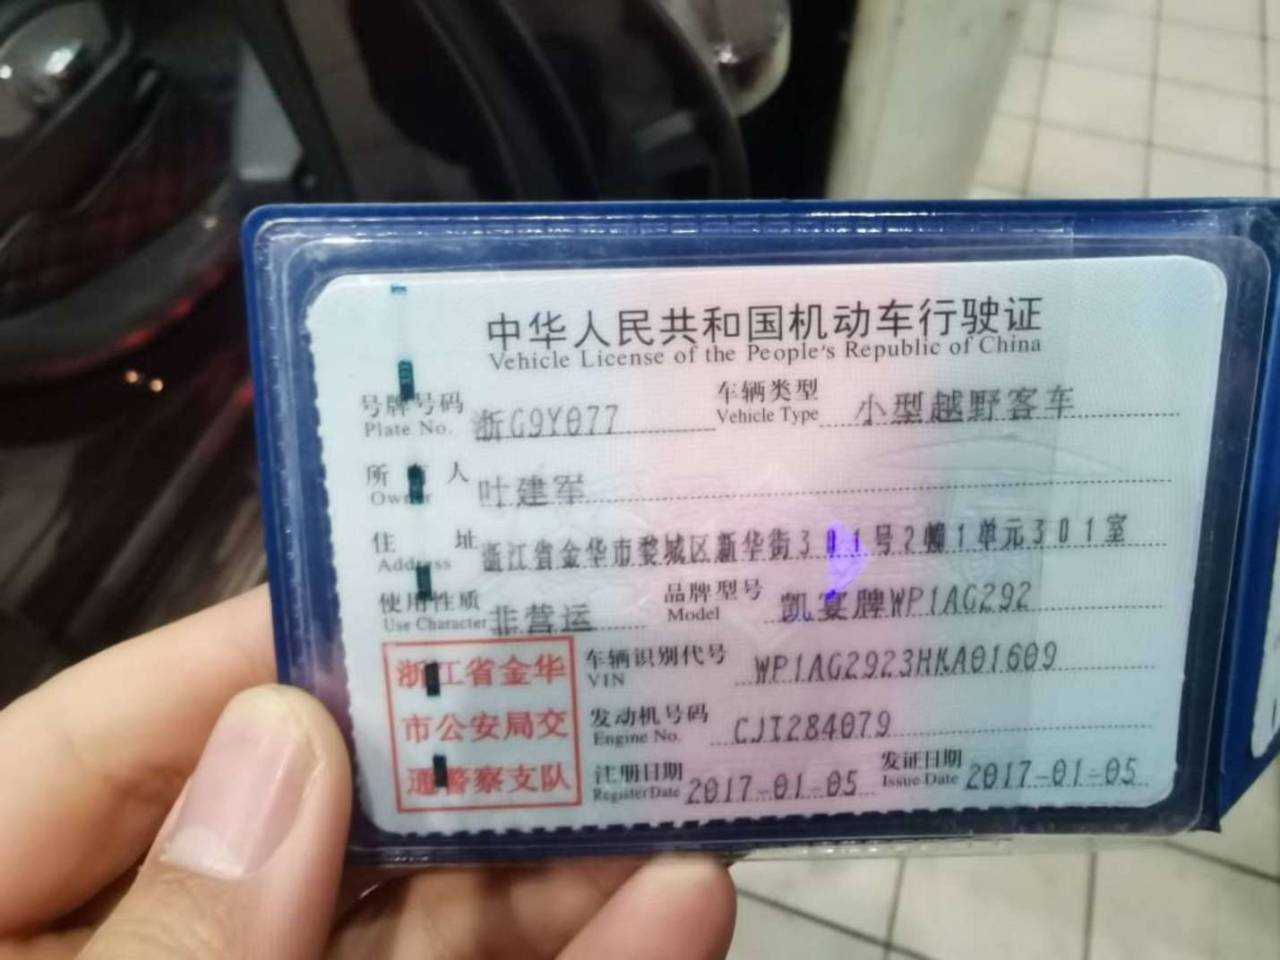 中华人民共和国机动车行驶证
Vehicle License of the People's Republic of China
号牌号码 浙G9Y077 车辆类型 小型越野客车
Plate No. Vehicle Type
所有人 叶建军
Owner
住址 浙江省金华市婺城区新华街301号2幢1单元301室
Address
使用性质 非营运 品牌型号 凯宴牌WP1AG292
Use Character Model
浙江省金华
市公安局交
通警察支队
车辆识别代号 WP1AG2923HKA01609
VIN
发动机号码 CJT284079
Engine No.
注册日期 2017-01-05 发证日期 2017-01-05
Register Date Issue Date